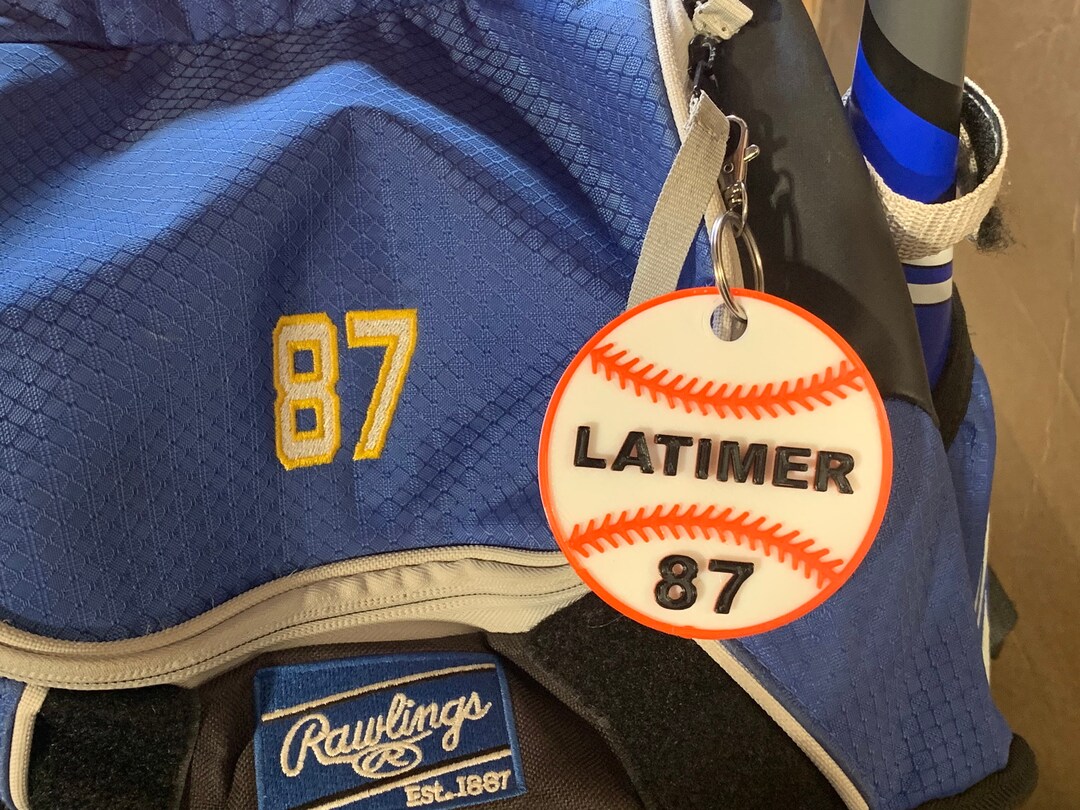 87
LATIMER
87
Rawlings
R
EST. 1887